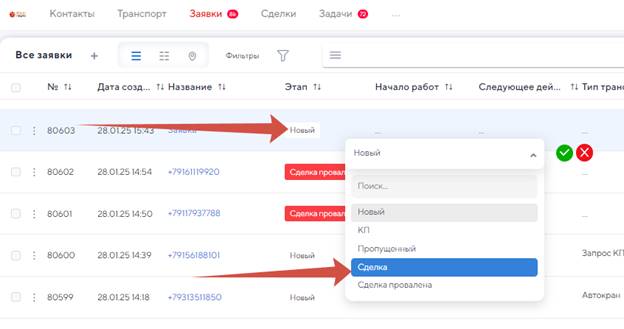 Контакты Транспорт Заявки 86 Сделки Задачи 72 ...
Все заявки + Фильтры
№ Дата созд... Название Этап Начало работ Следующее дей... Тип тран
80603 28.01.25 15:43 Заявка Новый ... ...
Новый
80602 28.01.25 14:54 +79161119920 Сделка провал ...
Поиск...
80601 28.01.25 14:50 +79117937788 Сделка провал ...
Новый
КП
Пропущенный
80600 28.01.25 14:39 +79156188101 Новый Запрос КП
Сделка
Сделка провалена
80599 28.01.25 14:18 +79313511850 Новый Автокран